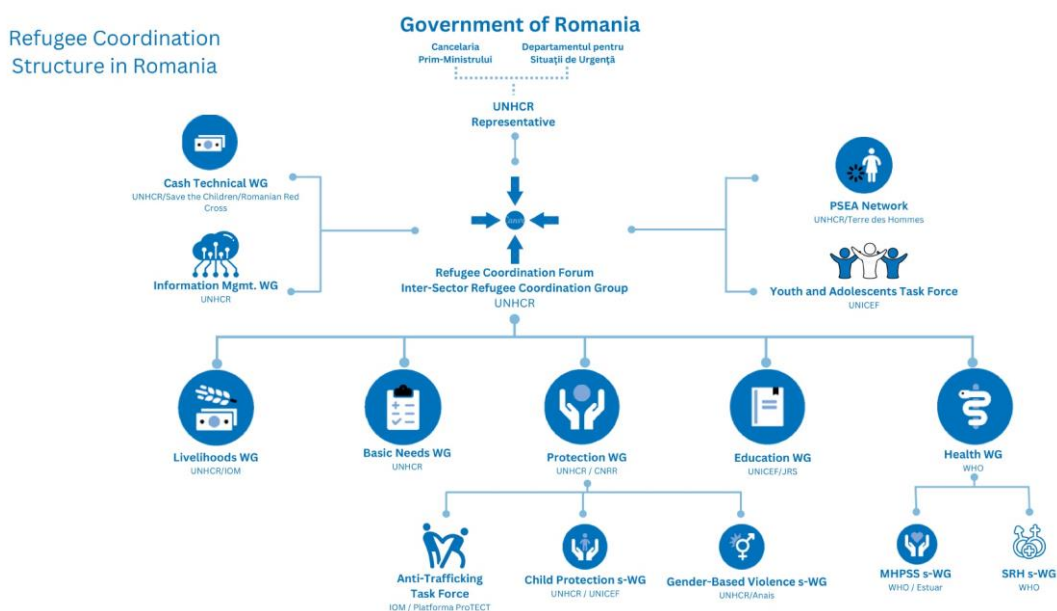 Refugee Coordination
Structure in Romania
Government of Romania
Cancelaria
Prim-Ministrului
Departamentul pentru
Situații de Urgență
UNHCR
Representative
Cash Technical WG
UNHCR/Save the Children/Romanian Red
Cross
Information Mgmt. WG
UNHCR
PSEA Network
UNHCR/Terre des Hommes
Youth and Adolescents Task Force
UNICEF
Refugee Coordination Forum
Inter-Sector Refugee Coordination Group
UNHCR
Livelihoods WG
UNHCR/IOM
Basic Needs WG
UNHCR
Protection WG
UNHCR / CNRR
Education WG
UNICEF/JRS
Health WG
WHO
Anti-Trafficking
Task Force
IOM / Platforma ProTECT
Child Protection s-WG
UNHCR / UNICEF
Gender-Based Violence s-WG
UNHCR/Anais
MHPSS s-WG
WHO / Estuar
SRH s-WG
WHO